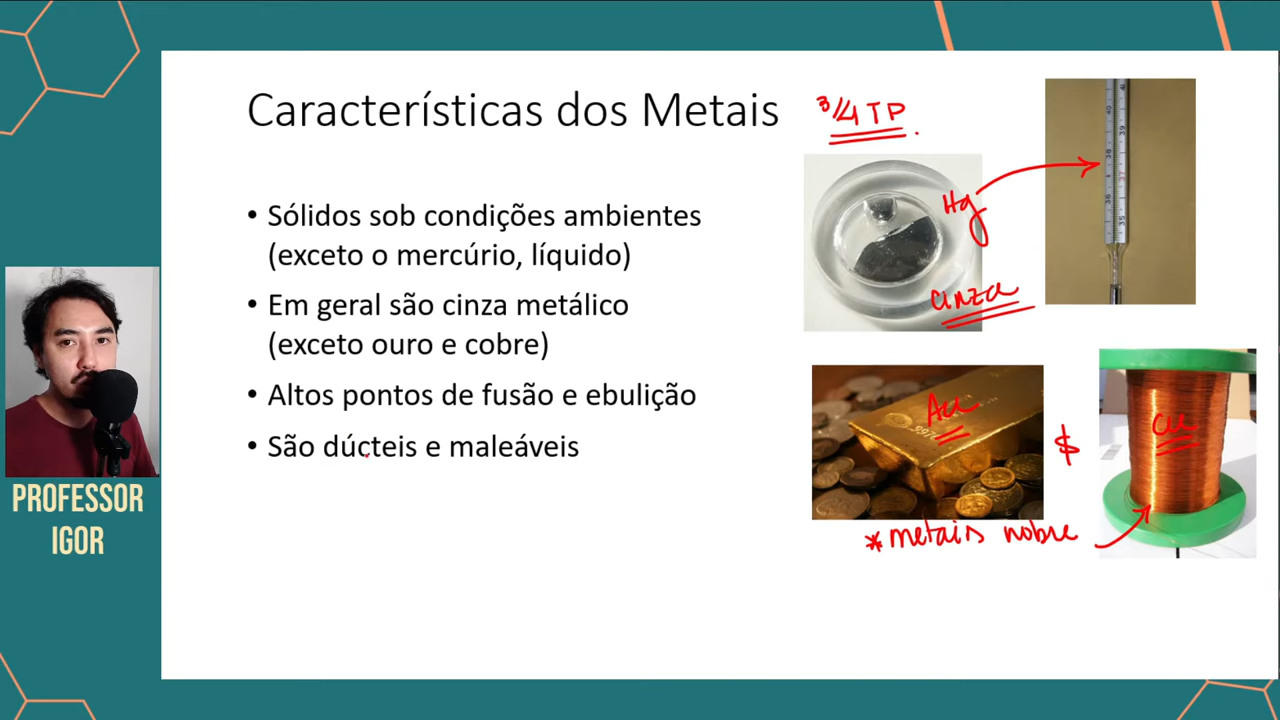 Características dos Metais
3/4 TP.
• Sólidos sob condições ambientes
(exceto o mercúrio, líquido)
• Em geral são cinza metálico
(exceto ouro e cobre)
• Altos pontos de fusão e ebulição
• São dúcteis e maleáveis
Hg
cinza
Au
$
Cu
* metais nobre
PROFESSOR
IGOR